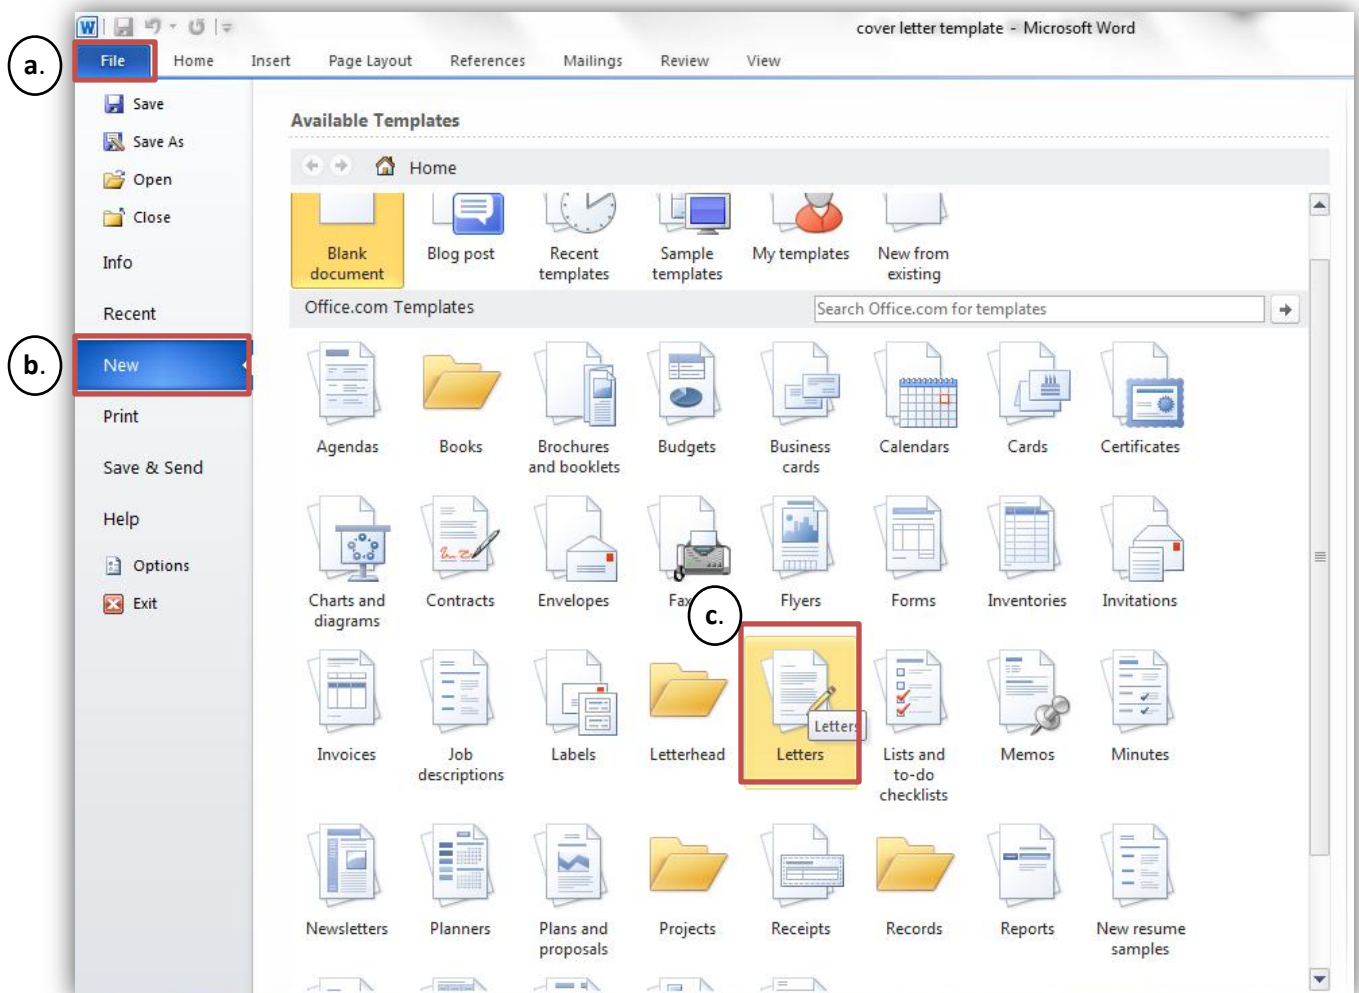 W
cover letter template - Microsoft Word
a.
File Home Insert Page Layout References Mailings Review View
Save
Save As
Open
Close
Info
Recent
b.
New
Print
Save & Send
Help
Options
Exit
Available Templates
Home
Blank document
Blog post
Recent templates
Sample templates
My templates
New from existing
Office.com Templates
Search Office.com for templates
Agendas
Books
Brochures and booklets
Budgets
Business cards
Calendars
Cards
Certificates
Charts and diagrams
Contracts
Envelopes
Fax
Flyers
Forms
Inventories
Invitations
c.
Invoices
Job descriptions
Labels
Letterhead
Letters
Letters
Lists and to-do checklists
Memos
Minutes
Newsletters
Planners
Plans and proposals
Projects
Receipts
Records
Reports
New resume samples